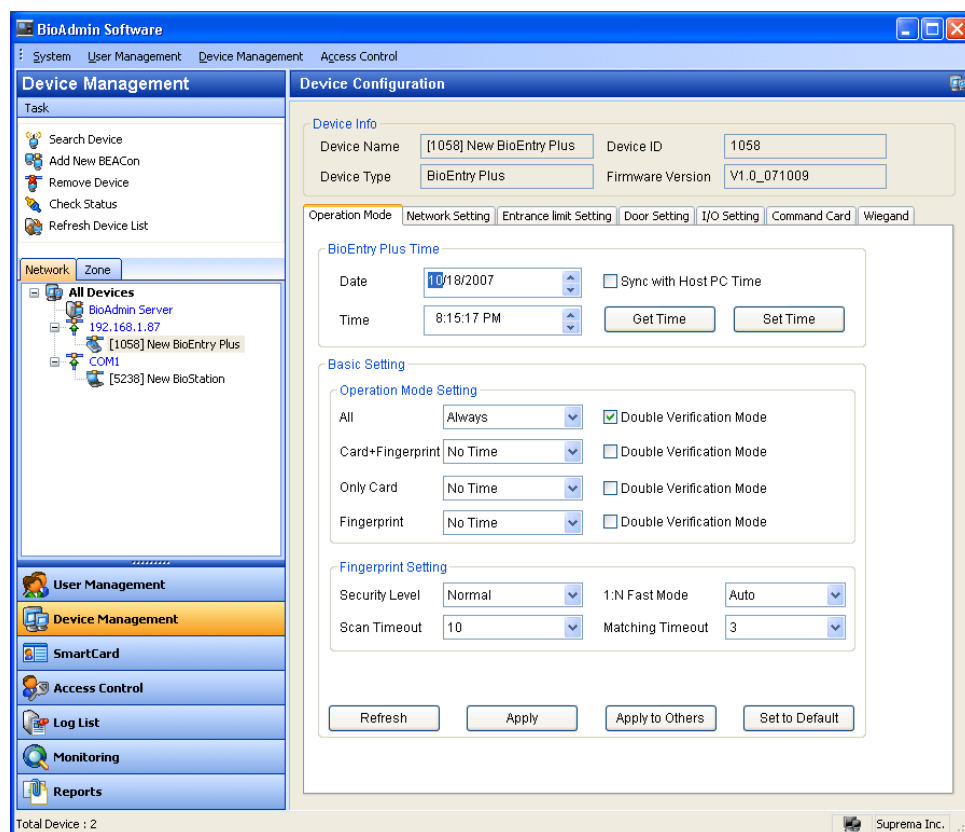 BioAdmin Software
System User Management Device Management Access Control
Device Management
Task
Search Device
Add New BEACon
Remove Device
Check Status
Refresh Device List
Network Zone
All Devices
BioAdmin Server
192.168.1.87
[1058] New BioEntry Plus
COM1
[5238] New BioStation
User Management
Device Management
SmartCard
Access Control
Log List
Monitoring
Reports
Device Configuration
Device Info
Device Name [1058] New BioEntry Plus Device ID 1058
Device Type BioEntry Plus Firmware Version V1.0_071009
Operation Mode Network Setting Entrance limit Setting Door Setting I/O Setting Command Card Wiegand
BioEntry Plus Time
Date 10/18/2007 Sync with Host PC Time
Time 8:15:17 PM Get Time Set Time
Basic Setting
Operation Mode Setting
All Always Double Verification Mode
Card+Fingerprint No Time Double Verification Mode
Only Card No Time Double Verification Mode
Fingerprint No Time Double Verification Mode
Fingerprint Setting
Security Level Normal 1:N Fast Mode Auto
Scan Timeout 10 Matching Timeout 3
Refresh Apply Apply to Others Set to Default
Total Device : 2 Suprema Inc.